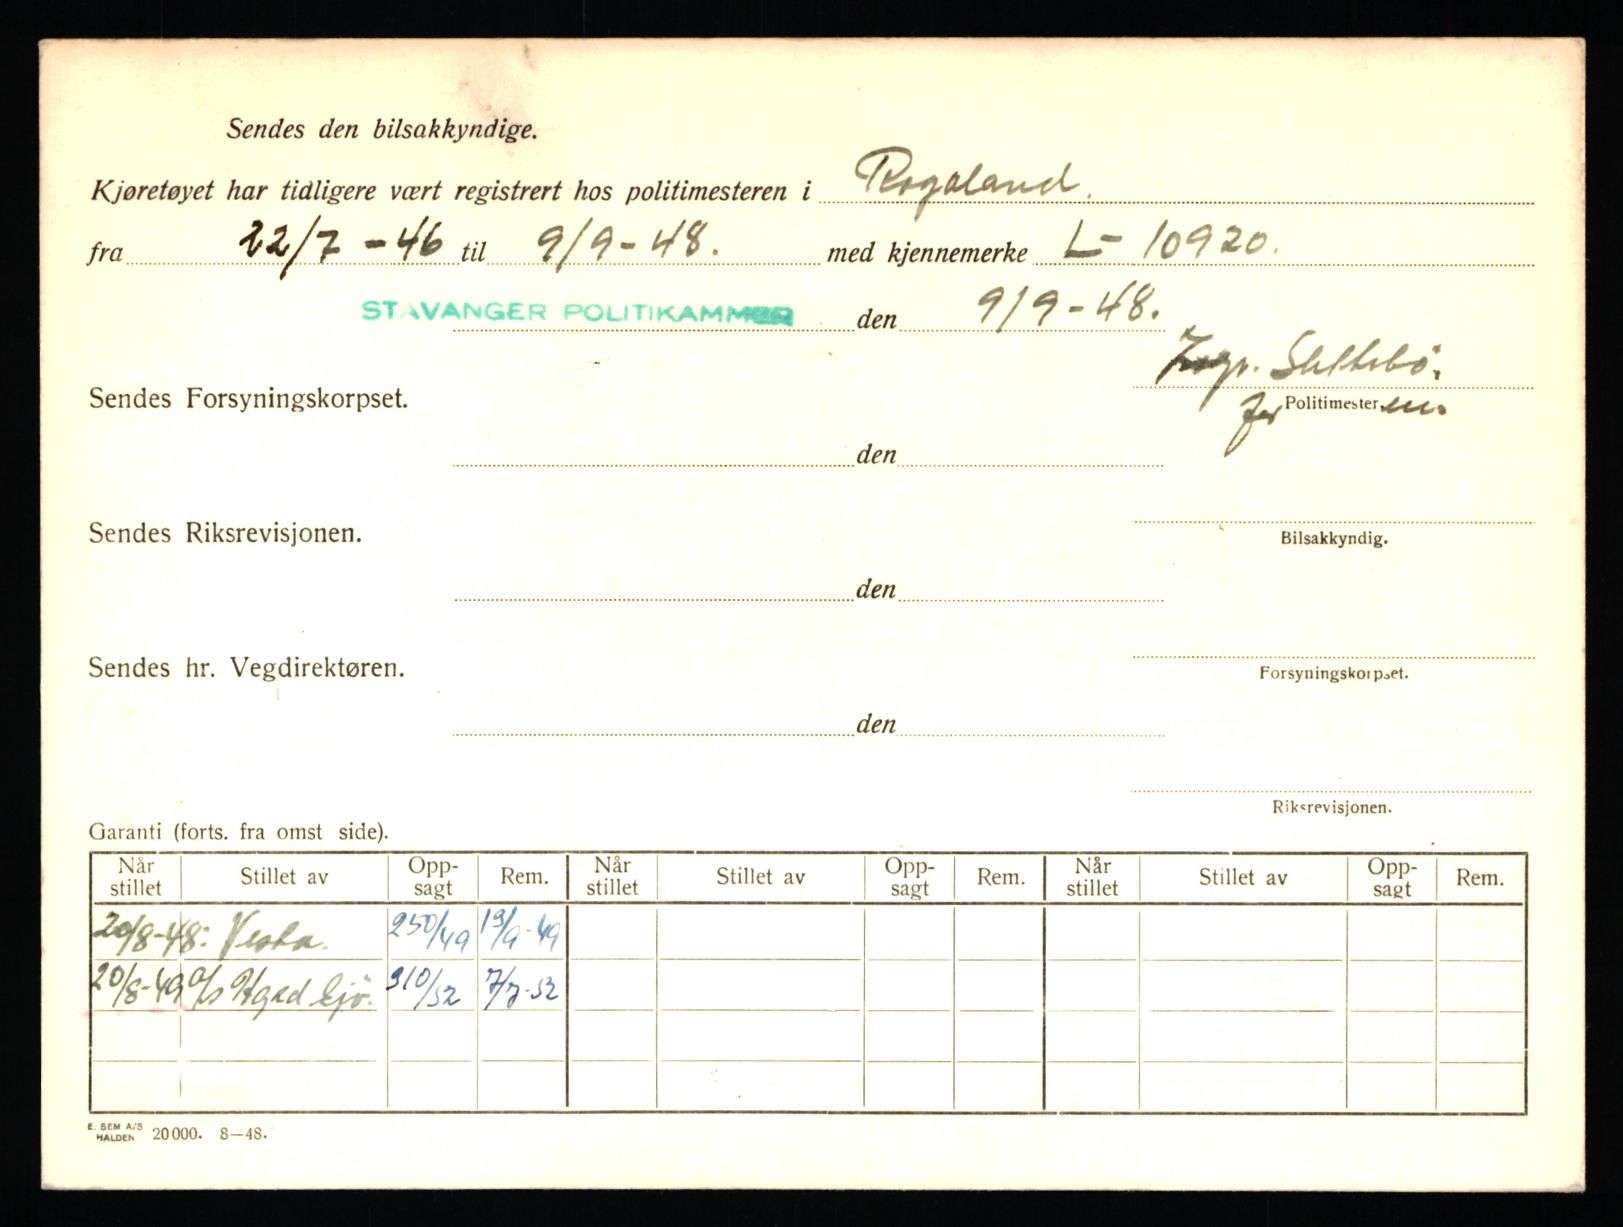 Sendes den bilsakkyndige.
Kjøretøyet har tidligere vært registrert hos politimesteren i Rogaland.
fra 22/7 - 46 til 9/9 - 48. med kjennemerke L- 10920.
STAVANGER POLITIKAMMER den 9/9 - 48.
Sendes Forsyningskorpset.
for Politimesteren.
den
Sendes Riksrevisjonen.
Bilsakkyndig.
den
Sendes hr. Vegdirektøren.
Forsyningskorpset.
den
Riksrevisjonen.
Garanti (forts. fra omst side).
Når stillet Stillet av Opp-sagt Rem. Når stillet Stillet av Opp-sagt Rem. Når stillet Stillet av Opp-sagt Rem.
20/8-48. Vesta. 250/49 19/9-49
20/8-49 a/s 310/52 7/7-52
E. SEM A/S HALDEN 20000. 8—48.